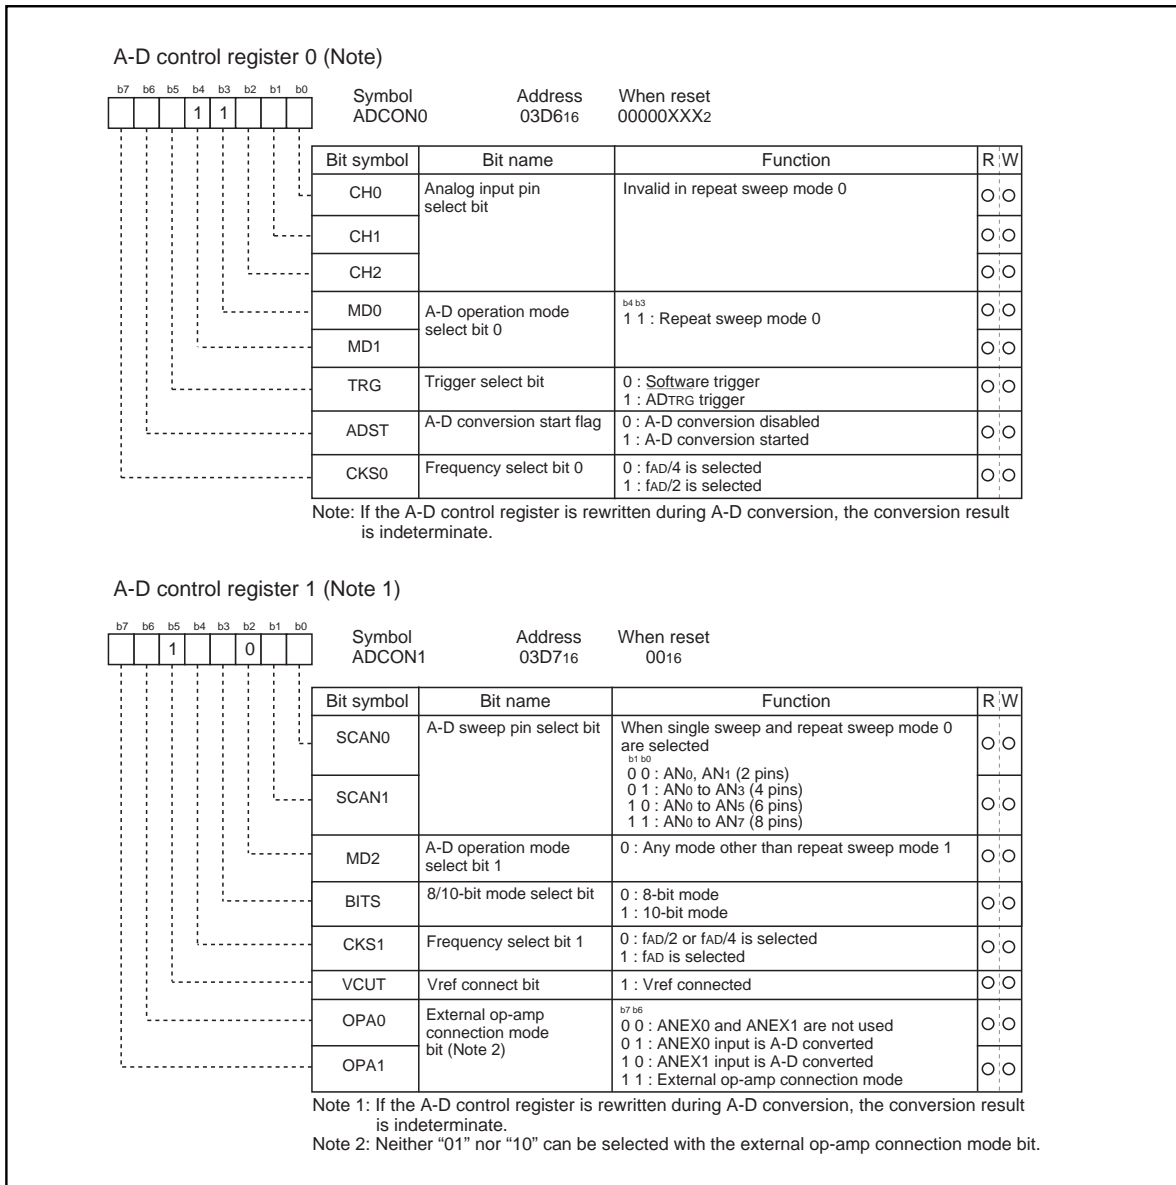 A-D control register 0 (Note)
b7 b6 b5 b4 b3 b2 b1 b0
1 1
Symbol Address When reset
ADCON0 03D616 00000XXX2
Bit symbol Bit name Function R W
CH0 Analog input pin select bit Invalid in repeat sweep mode 0
CH1
CH2
MD0 A-D operation mode select bit 0
b4 b3
1 1 : Repeat sweep mode 0
MD1
TRG Trigger select bit 0 : Software trigger
1 : ADTRG trigger
ADST A-D conversion start flag 0 : A-D conversion disabled
1 : A-D conversion started
CKS0 Frequency select bit 0 0 : fAD/4 is selected
1 : fAD/2 is selected
Note: If the A-D control register is rewritten during A-D conversion, the conversion result
is indeterminate.
A-D control register 1 (Note 1)
b7 b6 b5 b4 b3 b2 b1 b0
1 0
Symbol Address When reset
ADCON1 03D716 0016
Bit symbol Bit name Function R W
SCAN0 A-D sweep pin select bit When single sweep and repeat sweep mode 0
are selected
b1 b0
0 0 : AN0, AN1 (2 pins)
SCAN1 0 1 : AN0 to AN3 (4 pins)
1 0 : AN0 to AN5 (6 pins)
1 1 : AN0 to AN7 (8 pins)
MD2 A-D operation mode select bit 1 0 : Any mode other than repeat sweep mode 1
BITS 8/10-bit mode select bit 0 : 8-bit mode
1 : 10-bit mode
CKS1 Frequency select bit 1 0 : fAD/2 or fAD/4 is selected
1 : fAD is selected
VCUT Vref connect bit 1 : Vref connected
OPA0 External op-amp connection mode bit (Note 2)
b7 b6
0 0 : ANEX0 and ANEX1 are not used
0 1 : ANEX0 input is A-D converted
OPA1 1 0 : ANEX1 input is A-D converted
1 1 : External op-amp connection mode
Note 1: If the A-D control register is rewritten during A-D conversion, the conversion result
is indeterminate.
Note 2: Neither “01” nor “10” can be selected with the external op-amp connection mode bit.